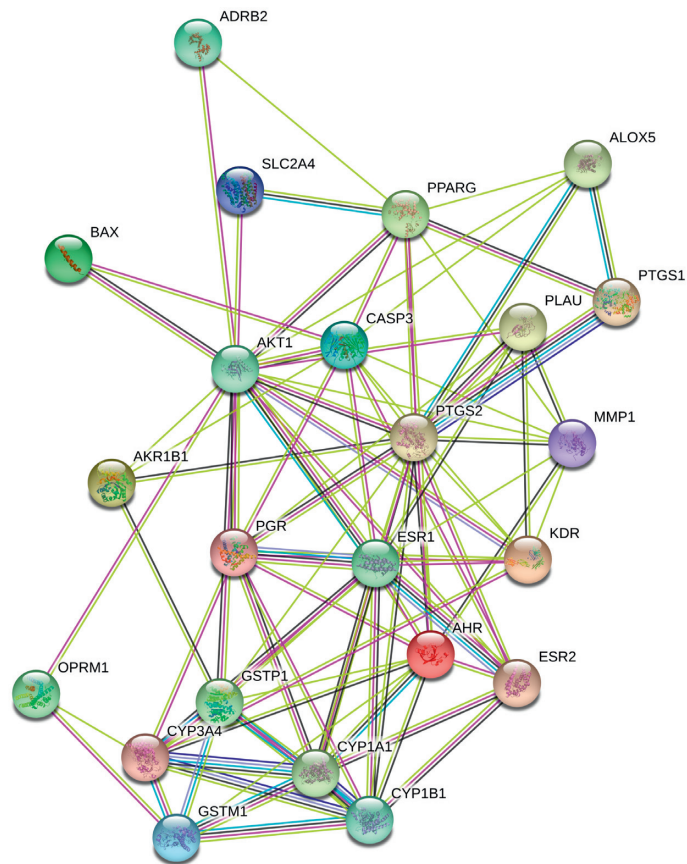 ADRB2
ALOX5
SLC2A4
PPARG
BAX
PTGS1
PLAU
CASP3
AKT1
PTGS2
MMP1
AKR1B1
PGR
ESR1
KDR
AHR
ESR2
OPRM1
GSTP1
CYP3A4
CYP1A1
CYP1B1
GSTM1